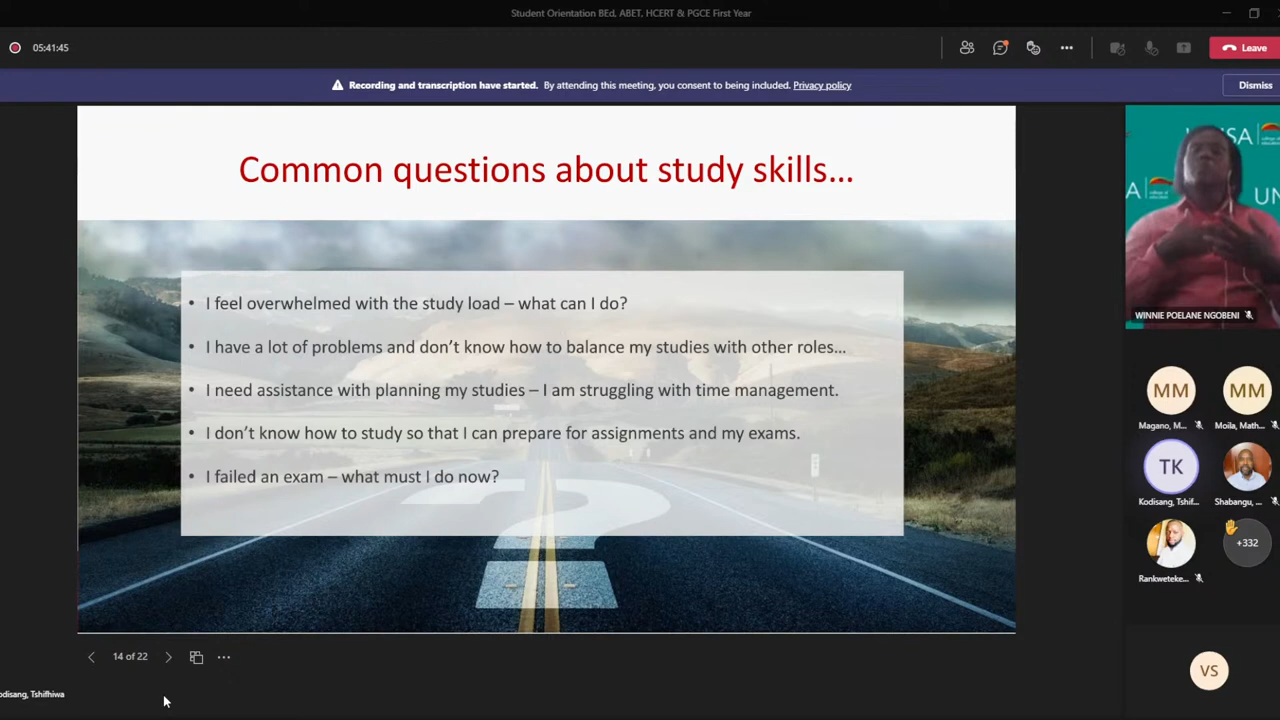 Student Orientation BEd, ABET, HCERT & PGCE First Year
05:41:45
Leave
Recording and transcription have started. By attending this meeting, you consent to being included. Privacy policy
Dismiss
Common questions about study skills...
• I feel overwhelmed with the study load – what can I do?
• I have a lot of problems and don't know how to balance my studies with other roles...
• I need assistance with planning my studies – I am struggling with time management.
• I don't know how to study so that I can prepare for assignments and my exams.
• I failed an exam – what must I do now?
?
14 of 22
odisang, Tshifhiwa
WINNIE POELANE NGOBENI
MM
MM
Magano, M...
Moila, Math...
TK
Kodisang, Tshif...
Shabangu, ...
+332
Rankweteke...
VS